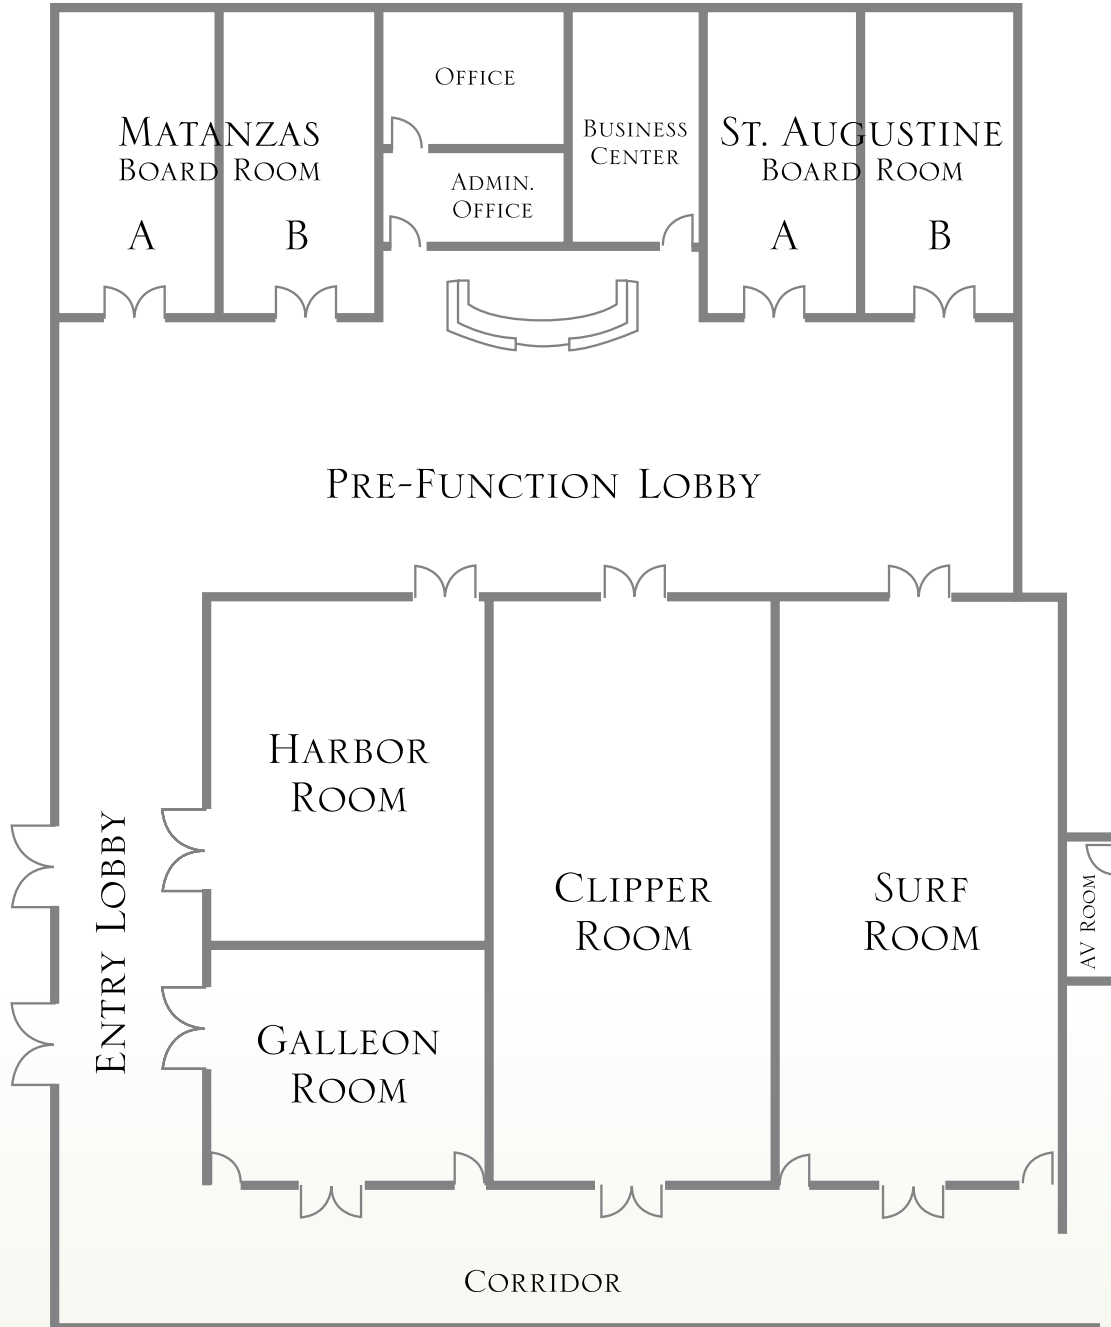 Office
Matanzas
Board Room
A
B
Business
Center
St. Augustine
Board Room
A
B
Admin.
Office
Pre-Function Lobby
Harbor
Room
Clipper
Room
Surf
Room
AV Room
Entry Lobby
Galleon
Room
Corridor